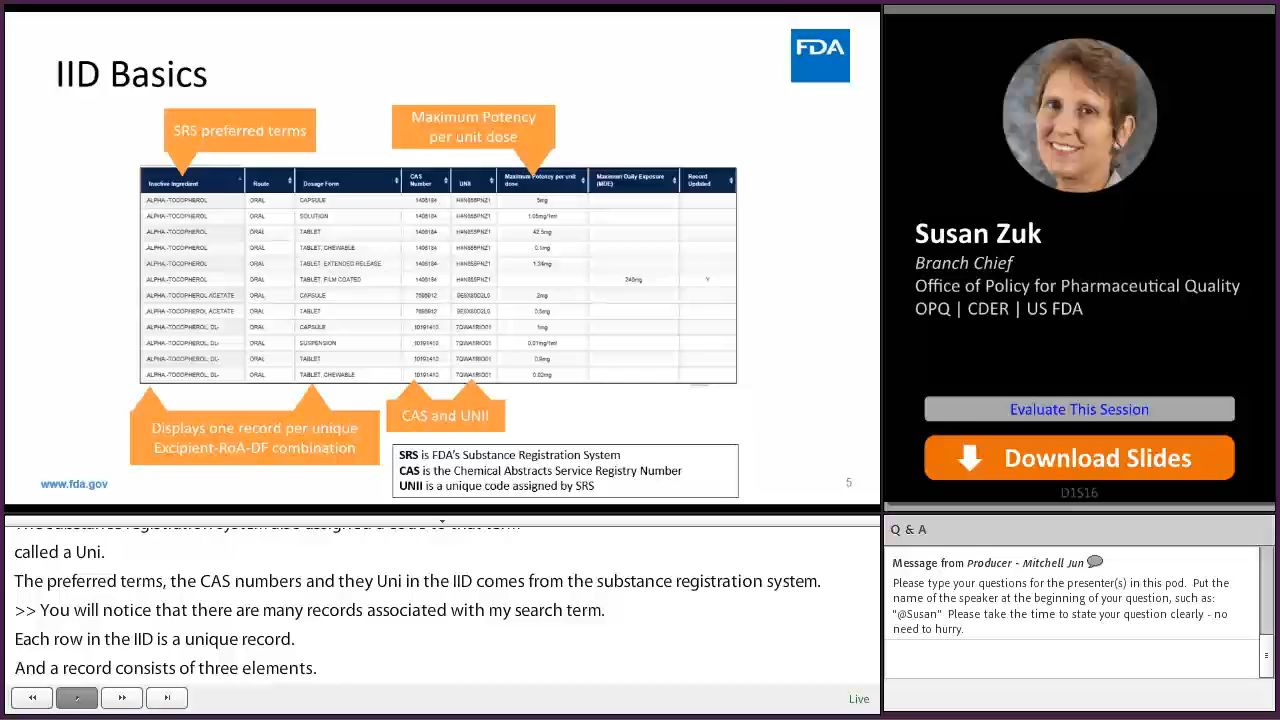 FDA
IID Basics
SRS preferred terms
Maximum Potency
per unit dose
Inactive Ingredient Route Dosage Form CAS Number UNII Maximum Potency per unit dose Maximum Daily Exposure (MDE) Record Updated
ALPHA.-TOCOPHEROL ORAL CAPSULE 5mg
ALPHA.-TOCOPHEROL ORAL SOLUTION
ALPHA.-TOCOPHEROL ORAL TABLET 42.5mg
ALPHA.-TOCOPHEROL ORAL TABLET, CHEWABLE
ALPHA.-TOCOPHEROL ORAL TABLET, EXTENDED RELEASE
ALPHA.-TOCOPHEROL ORAL TABLET, FILM COATED Y
ALPHA.-TOCOPHEROL ACETATE ORAL CAPSULE 2mg
ALPHA.-TOCOPHEROL ACETATE ORAL TABLET
ALPHA.-TOCOPHEROL, DL- ORAL CAPSULE 1mg
ALPHA.-TOCOPHEROL, DL- ORAL SUSPENSION
ALPHA.-TOCOPHEROL, DL- ORAL TABLET
ALPHA.-TOCOPHEROL, DL- ORAL TABLET, CHEWABLE 0.02mg
Displays one record per unique
Excipient-RoA-DF combination
CAS and UNII
SRS is FDA's Substance Registration System
CAS is the Chemical Abstracts Service Registry Number
UNII is a unique code assigned by SRS
www.fda.gov
5
called a Uni.
The preferred terms, the CAS numbers and they Uni in the IID comes from the substance registration system.
>> You will notice that there are many records associated with my search term.
Each row in the IID is a unique record.
And a record consists of three elements.
Live
Susan Zuk
Branch Chief
Office of Policy for Pharmaceutical Quality
OPQ | CDER | US FDA
Evaluate This Session
Download Slides
D1S16
Q & A
Message from Producer - Mitchell Jun
Please type your questions for the presenter(s) in this pod. Put the
name of the speaker at the beginning of your question, such as:
"@Susan" Please take the time to state your question clearly - no
need to hurry.